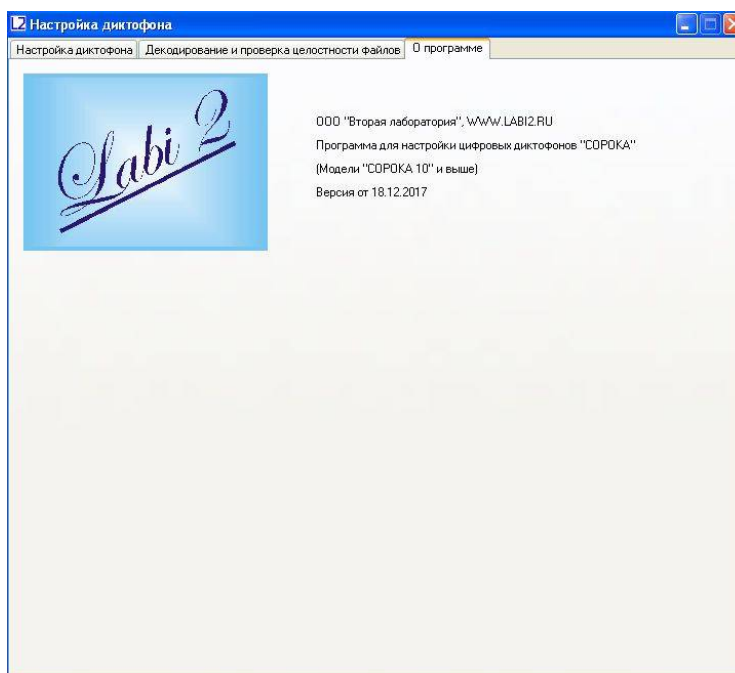 Настройка диктофона
Настройка диктофона
Декодирование и проверка целостности файлов
О программе
Labi 2
ООО "Вторая лаборатория", WWW.LABI2.RU
Программа для настройки цифровых диктофонов "СОРОКА"
(Модели "СОРОКА 10" и выше)
Версия от 18.12.2017